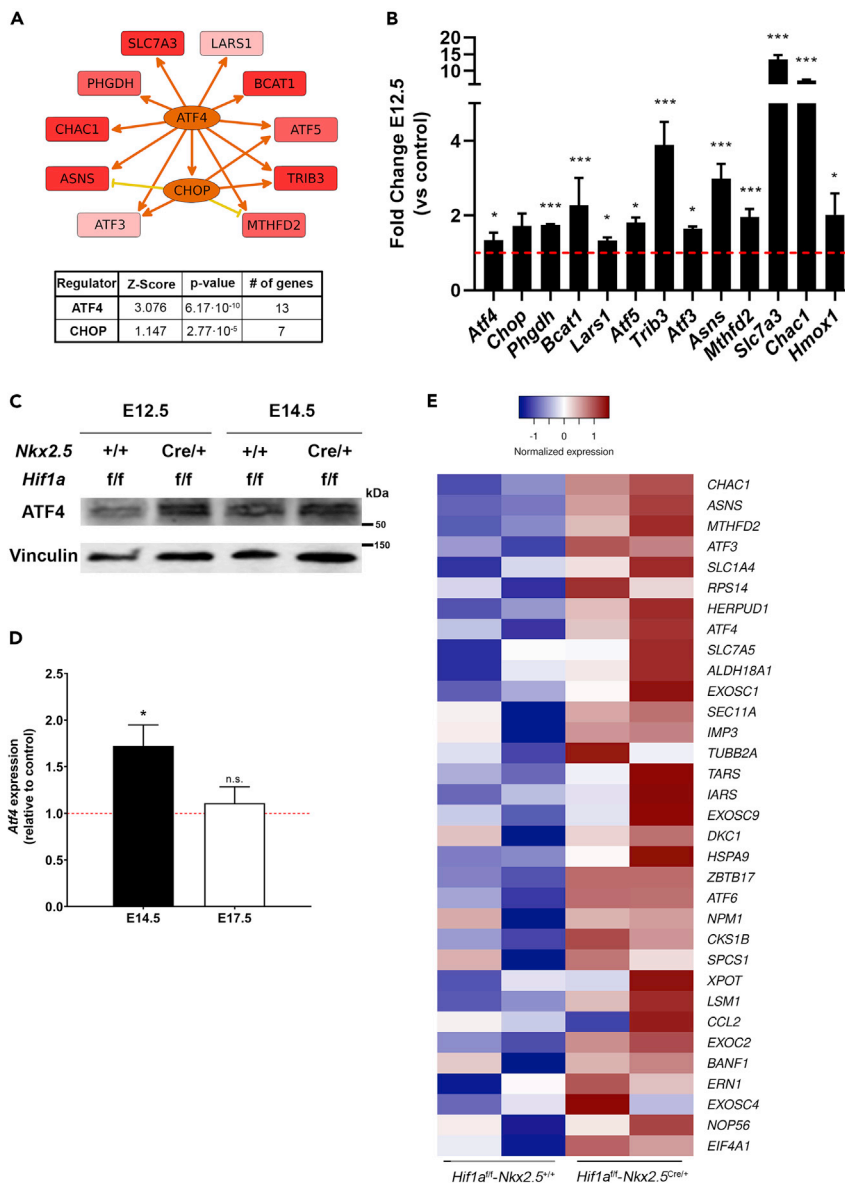 A
SLC7A3 LARS1
PHGDH BCAT1
ATF4
CHAC1 ATF5
ASNS TRIB3
CHOP
ATF3 MTHFD2
Regulator Z-Score p-value # of genes
ATF4 3.076 6.17·10⁻¹⁰ 13
CHOP 1.147 2.77·10⁻⁵ 7
B
Fold Change E12.5
(vs control)
20
15
10
4
2
0
* *** *** * * *** * *** *** *** *** *
Atf4 Chop Phgdh Bcat1 Lars1 Atf5 Trib3 Atf3 Asns Mthfd2 Slc7a3 Chac1 Hmox1
C
E12.5 E14.5
Nkx2.5 +/+ Cre/+ +/+ Cre/+
Hif1a f/f f/f f/f f/f
kDa
ATF4
50
150
Vinculin
D
Atf4 expression
(relative to control)
2.5
2.0
1.5
1.0
0.5
0.0
*
n.s.
E14.5 E17.5
E
-1 0 1
Normalized expression
CHAC1
ASNS
MTHFD2
ATF3
SLC1A4
RPS14
HERPUD1
ATF4
SLC7A5
ALDH18A1
EXOSC1
SEC11A
IMP3
TUBB2A
TARS
IARS
EXOSC9
DKC1
HSPA9
ZBTB17
ATF6
NPM1
CKS1B
SPCS1
XPOT
LSM1
CCL2
EXOC2
BANF1
ERN1
EXOSC4
NOP56
EIF4A1
Hif1aᶠ/ᶠ-Nkx2.5⁺/⁺ Hif1aᶠ/ᶠ-Nkx2.5ᶜʳᵉ/⁺